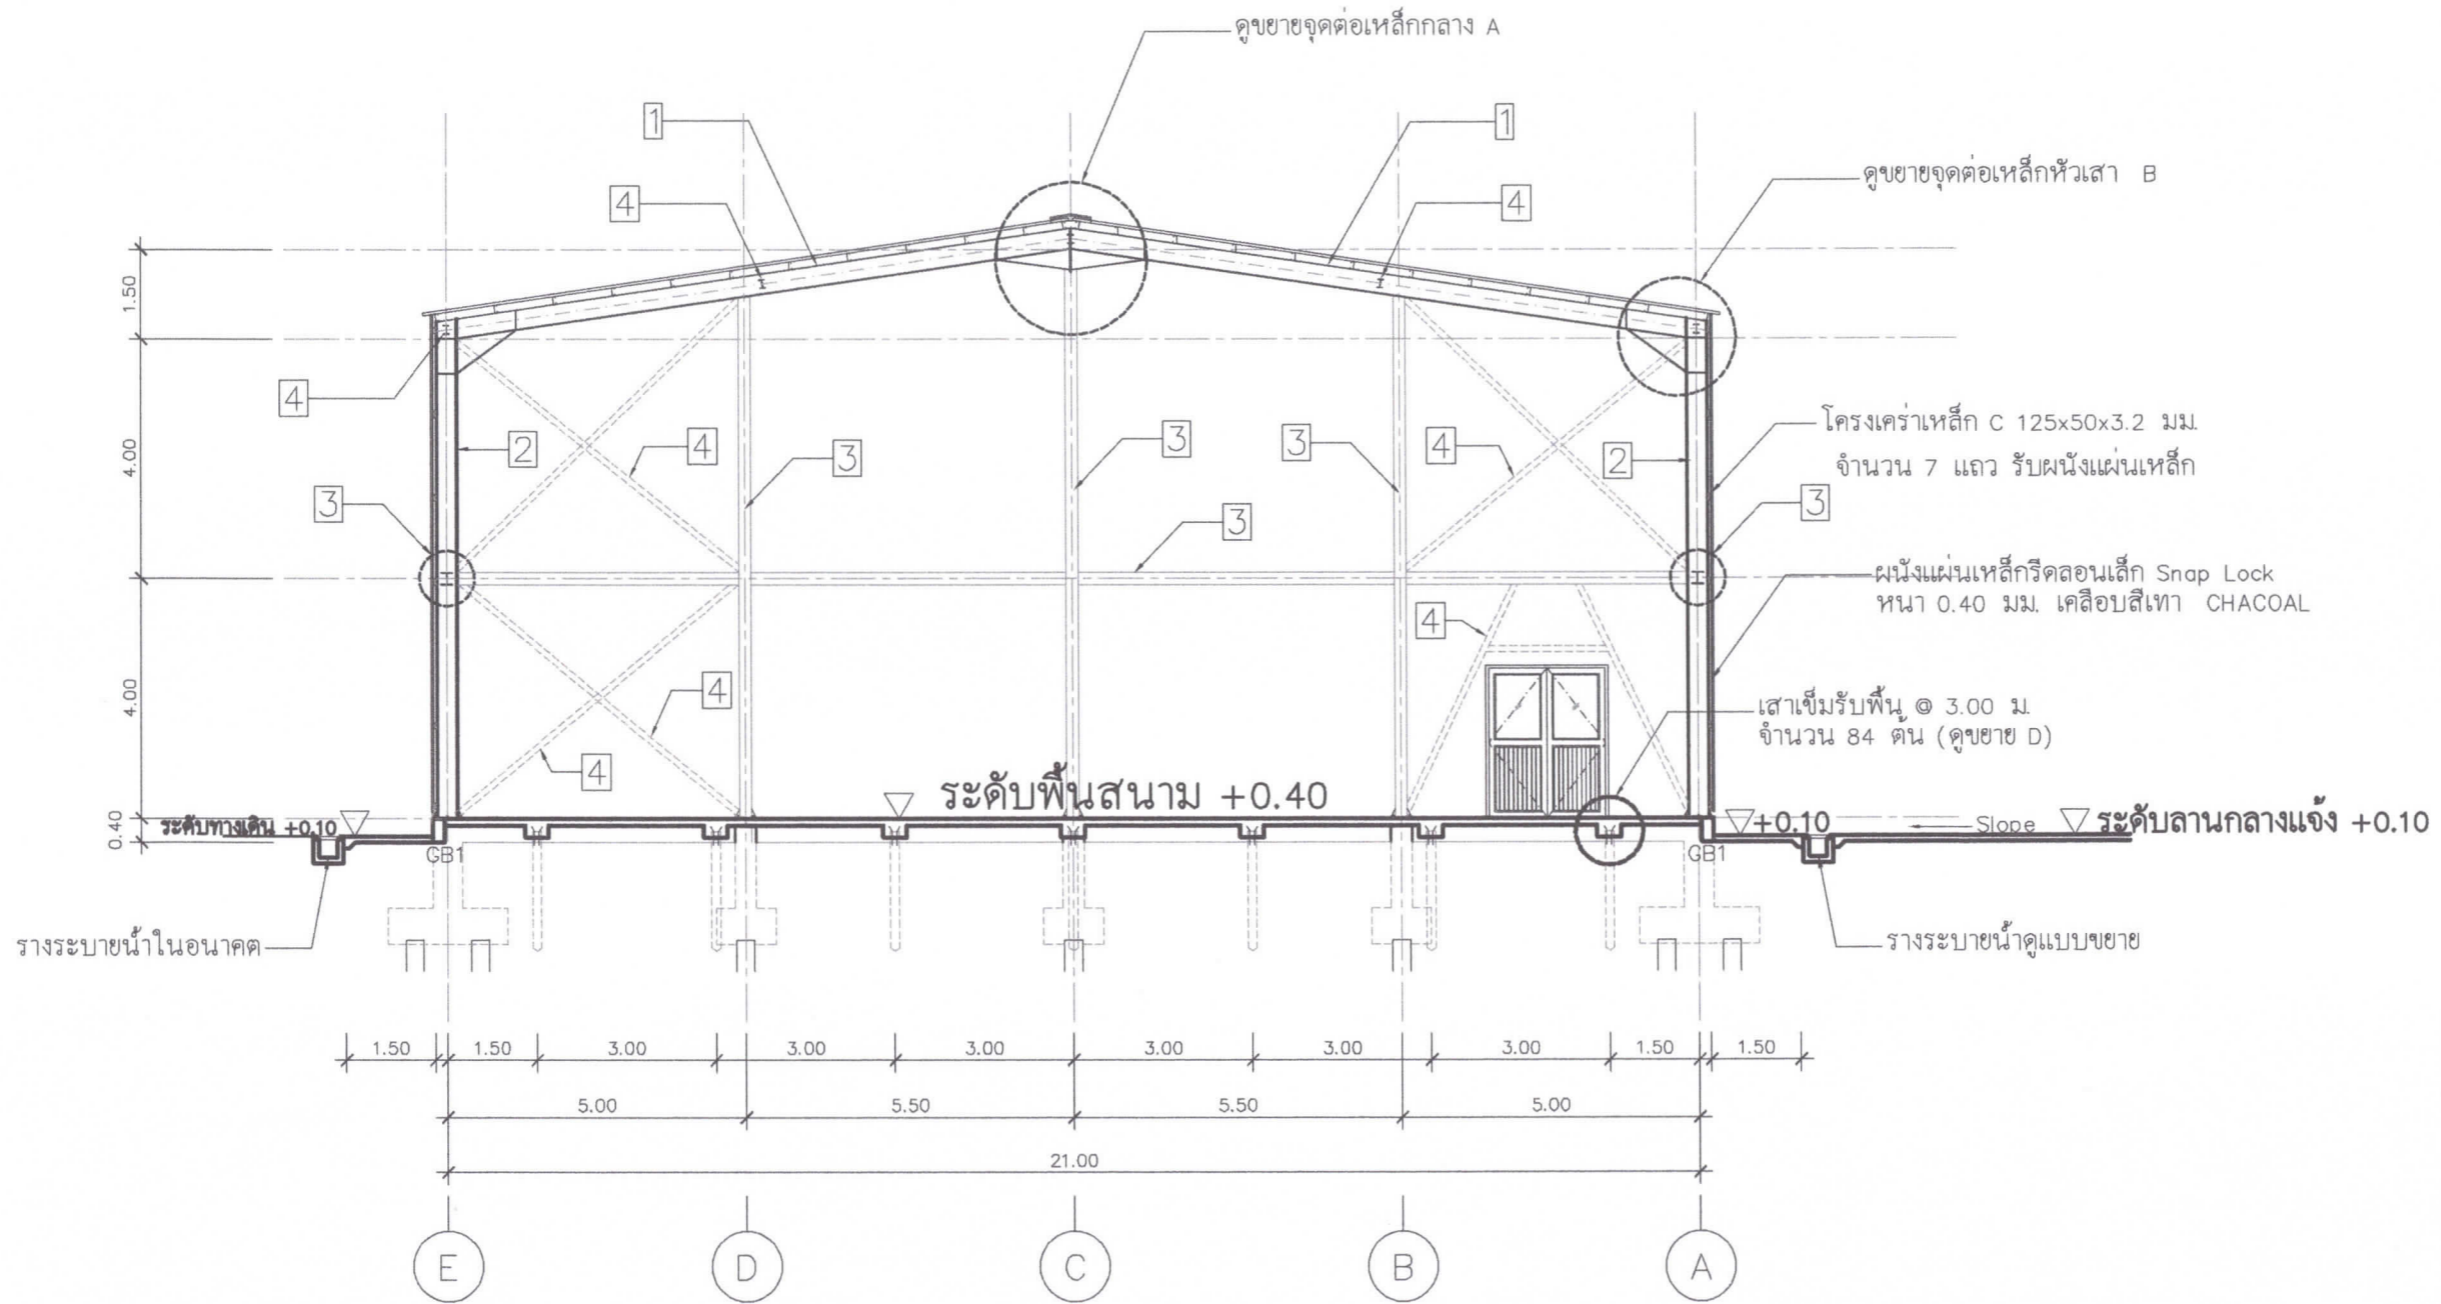 ดูขยายจุดต่อเหล็กกลาง A
1
1
ดูขยายจุดต่อเหล็กหัวเสา B
4
4
1.50
4
โครงเคร่าเหล็ก C 125x50x3.2 มม.
จำนวน 7 แถว รับผนังแผ่นเหล็ก
4.00
2
4
3
3
3
4
2
3
3
3
ผนังแผ่นเหล็กรีดลอนเล็ก Snap Lock
หนา 0.40 มม. เคลือบสีเทา CHACOAL
4
4.00
4
4
เสาเข็มรับพื้น @ 3.00 ม.
จำนวน 84 ต้น (ดูขยาย D)
ระดับพื้นสนาม +0.40
0.40
ระดับทางเดิน +0.10
+0.10
Slope
ระดับลานกลางแจ้ง +0.10
GB1
GB1
รางระบายน้ำในอนาคต
รางระบายน้ำดูแบบขยาย
1.50 1.50 3.00 3.00 3.00 3.00 3.00 3.00 1.50 1.50
5.00 5.50 5.50 5.00
21.00
E D C B A